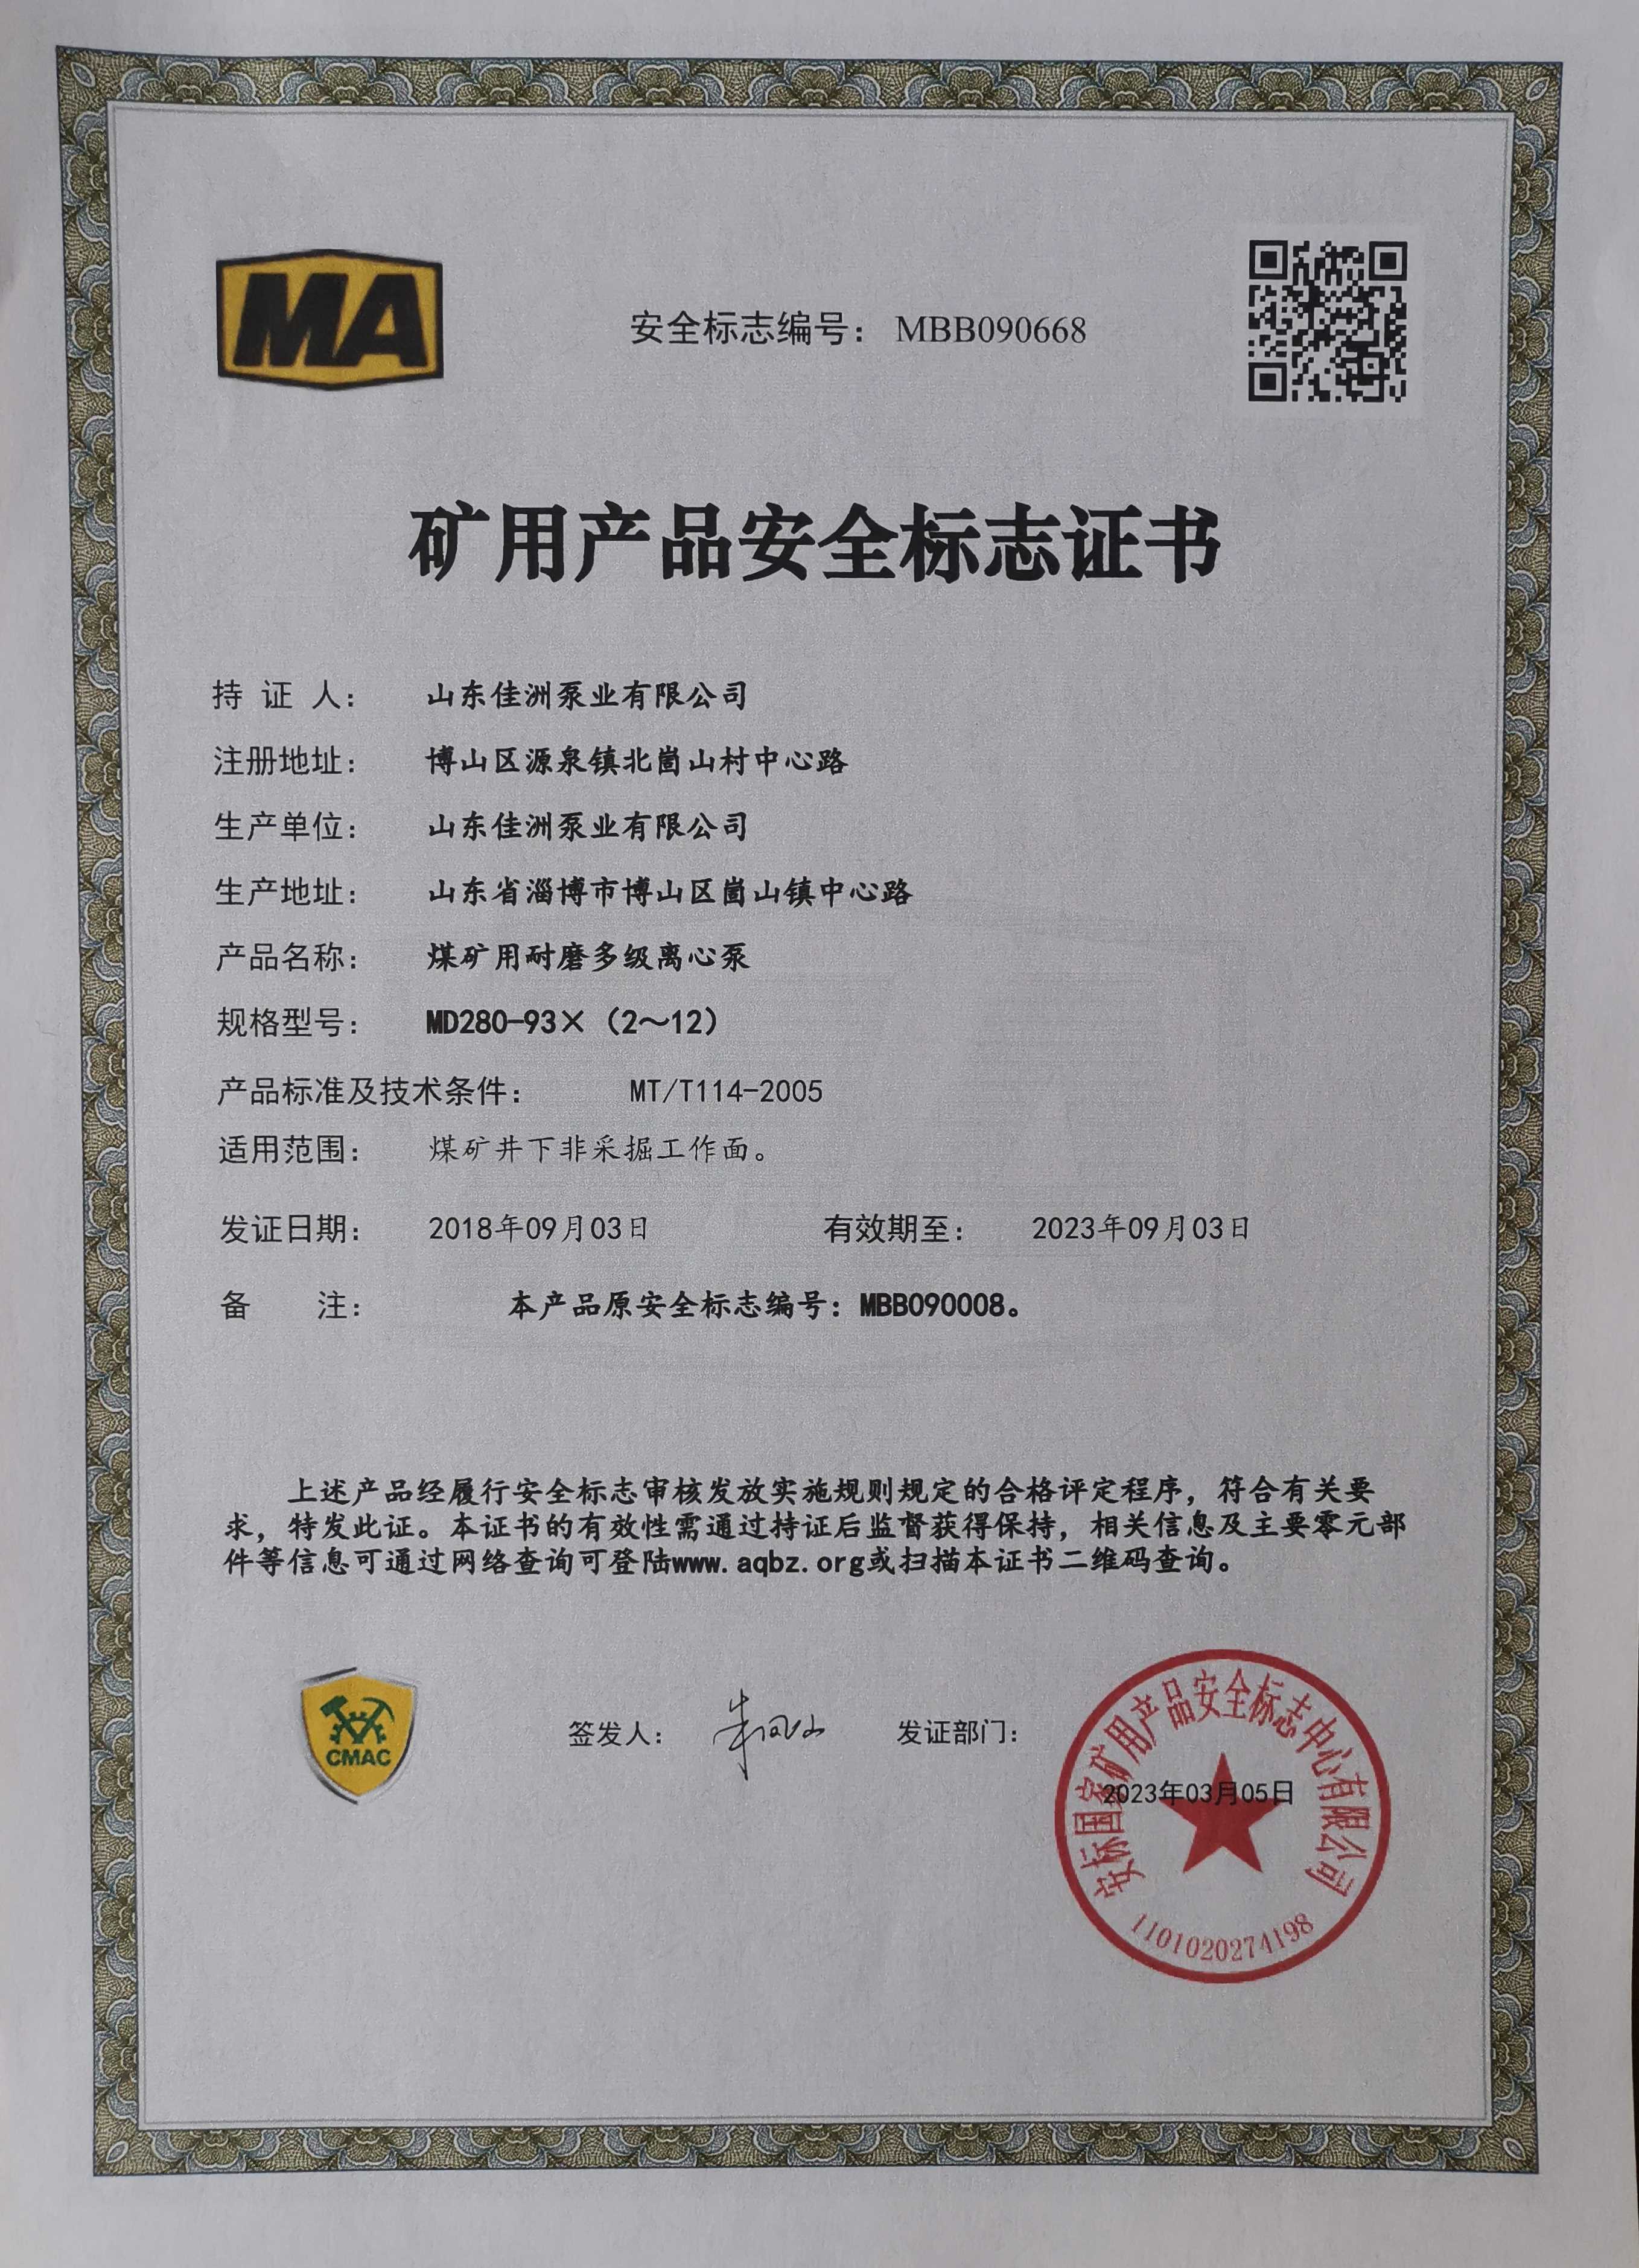 MA
安全标志编号： MBB090668
矿用产品安全标志证书
持 证 人： 山东佳洲泵业有限公司
注册地址： 博山区源泉镇北崮山村中心路
生产单位： 山东佳洲泵业有限公司
生产地址： 山东省淄博市博山区崮山镇中心路
产品名称： 煤矿用耐磨多级离心泵
规格型号： MD280-93×（2～12）
产品标准及技术条件： MT/T114-2005
适用范围： 煤矿井下非采掘工作面。
发证日期： 2018年09月03日 有效期至： 2023年09月03日
备 注： 本产品原安全标志编号：MBB090008。
上述产品经履行安全标志审核发放实施规则规定的合格评定程序，符合有关要
求，特发此证。本证书的有效性需通过持证后监督获得保持，相关信息及主要零元部
件等信息可通过网络查询可登陆www.aqbz.org或扫描本证书二维码查询。
CMAC
签发人： 发证部门：
安标国家矿用产品安全标志中心有限公司
2023年03月05日
1101020274198